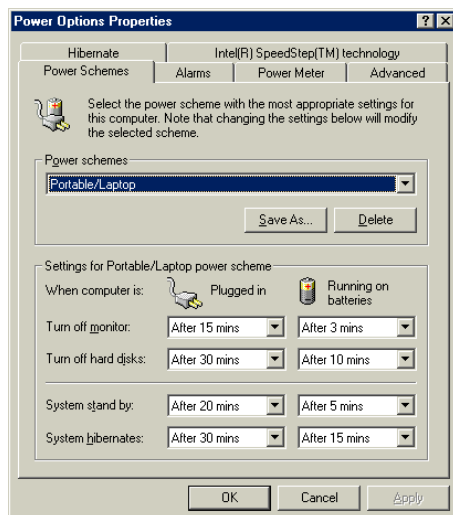 Power Options Properties
Hibernate
Intel(R) SpeedStep(TM) technology
Power Schemes
Alarms
Power Meter
Advanced
Select the power scheme with the most appropriate settings for
this computer. Note that changing the settings below will modify
the selected scheme.
Power schemes
Portable/Laptop
Save As...
Delete
Settings for Portable/Laptop power scheme
When computer is:
Plugged in
Running on
batteries
Turn off monitor:
After 15 mins
After 3 mins
Turn off hard disks:
After 30 mins
After 10 mins
System stand by:
After 20 mins
After 5 mins
System hibernates:
After 30 mins
After 15 mins
OK
Cancel
Apply